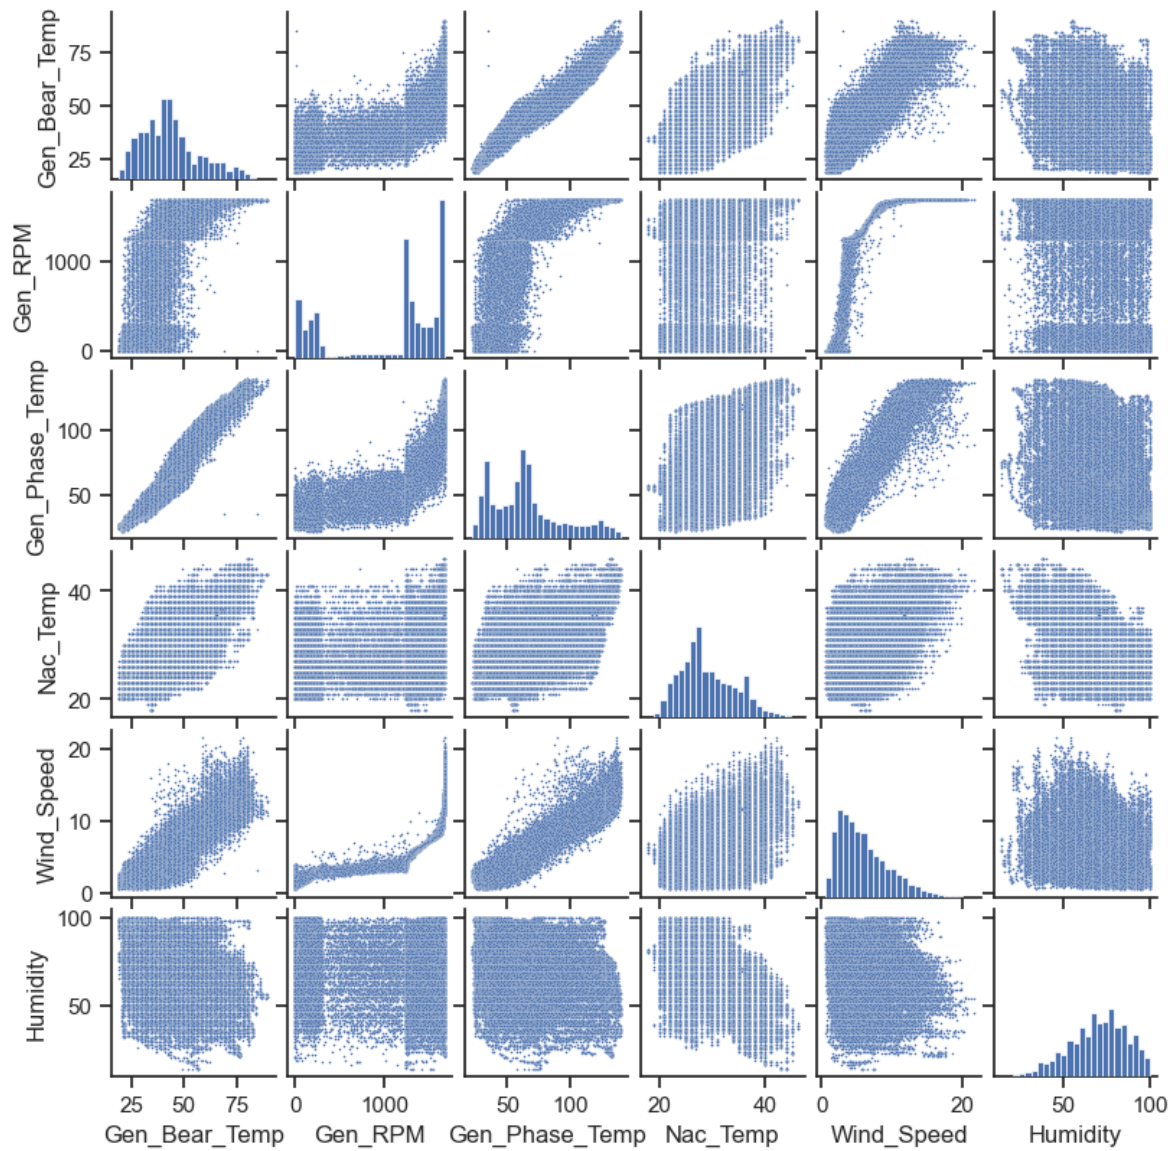 Gen_Bear_Temp
75
50
25
Gen_RPM
1000
0
Gen_Phase_Temp
100
50
Nac_Temp
40
20
Wind_Speed
20
10
0
Humidity
100
50
25 50 75 0 1000 50 100 20 40 0 20 50 100
Gen_Bear_Temp Gen_RPM Gen_Phase_Temp Nac_Temp Wind_Speed Humidity